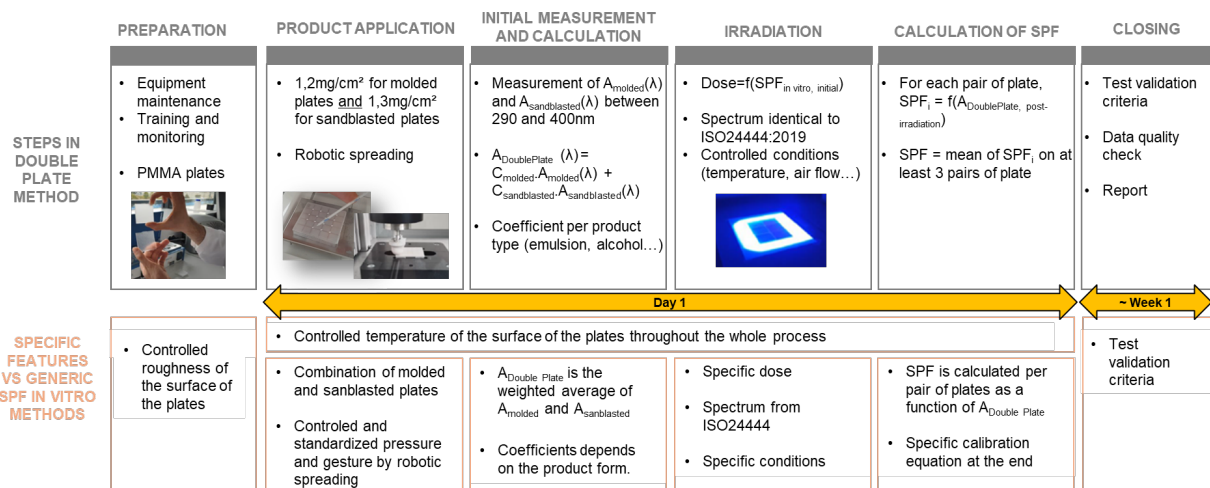 PREPARATION
PRODUCT APPLICATION
INITIAL MEASUREMENT
AND CALCULATION
IRRADIATION
CALCULATION OF SPF
CLOSING
STEPS IN
DOUBLE
PLATE
METHOD
• Equipment
maintenance
• Training and
monitoring
• PMMA plates
• 1,2mg/cm² for molded
plates and 1,3mg/cm²
for sandblasted plates
• Robotic spreading
• Measurement of Amolded(λ)
and Asandblasted(λ) between
290 and 400nm
• ADoublePlate (λ)=
Cmolded.Amolded(λ) +
Csandblasted.Asandblasted(λ)
• Coefficient per product
type (emulsion, alcohol…)
• Dose=f(SPFin vitro, initial)
• Spectrum identical to
ISO24444:2019
• Controlled conditions
(temperature, air flow…)
• For each pair of plate,
SPFi = f(ADoublePlate, post-
irradiation)
• SPF = mean of SPFi on at
least 3 pairs of plate
• Test validation
criteria
• Data quality
check
• Report
Day 1
~ Week 1
SPECIFIC
FEATURES
VS GENERIC
SPF IN VITRO
METHODS
• Controlled
roughness of
the surface of
the plates
• Controlled temperature of the surface of the plates throughout the whole process
• Combination of molded
and sanblasted plates
• Controled and
standardized pressure
and gesture by robotic
spreading
• ADouble Plate is the
weighted average of
Amolded and Asanblasted
• Coefficients depends
on the product form.
• Specific dose
• Spectrum from
ISO24444
• Specific conditions
• SPF is calculated per
pair of plates as a
function of ADouble Plate
• Specific calibration
equation at the end
• Test
validation
criteria